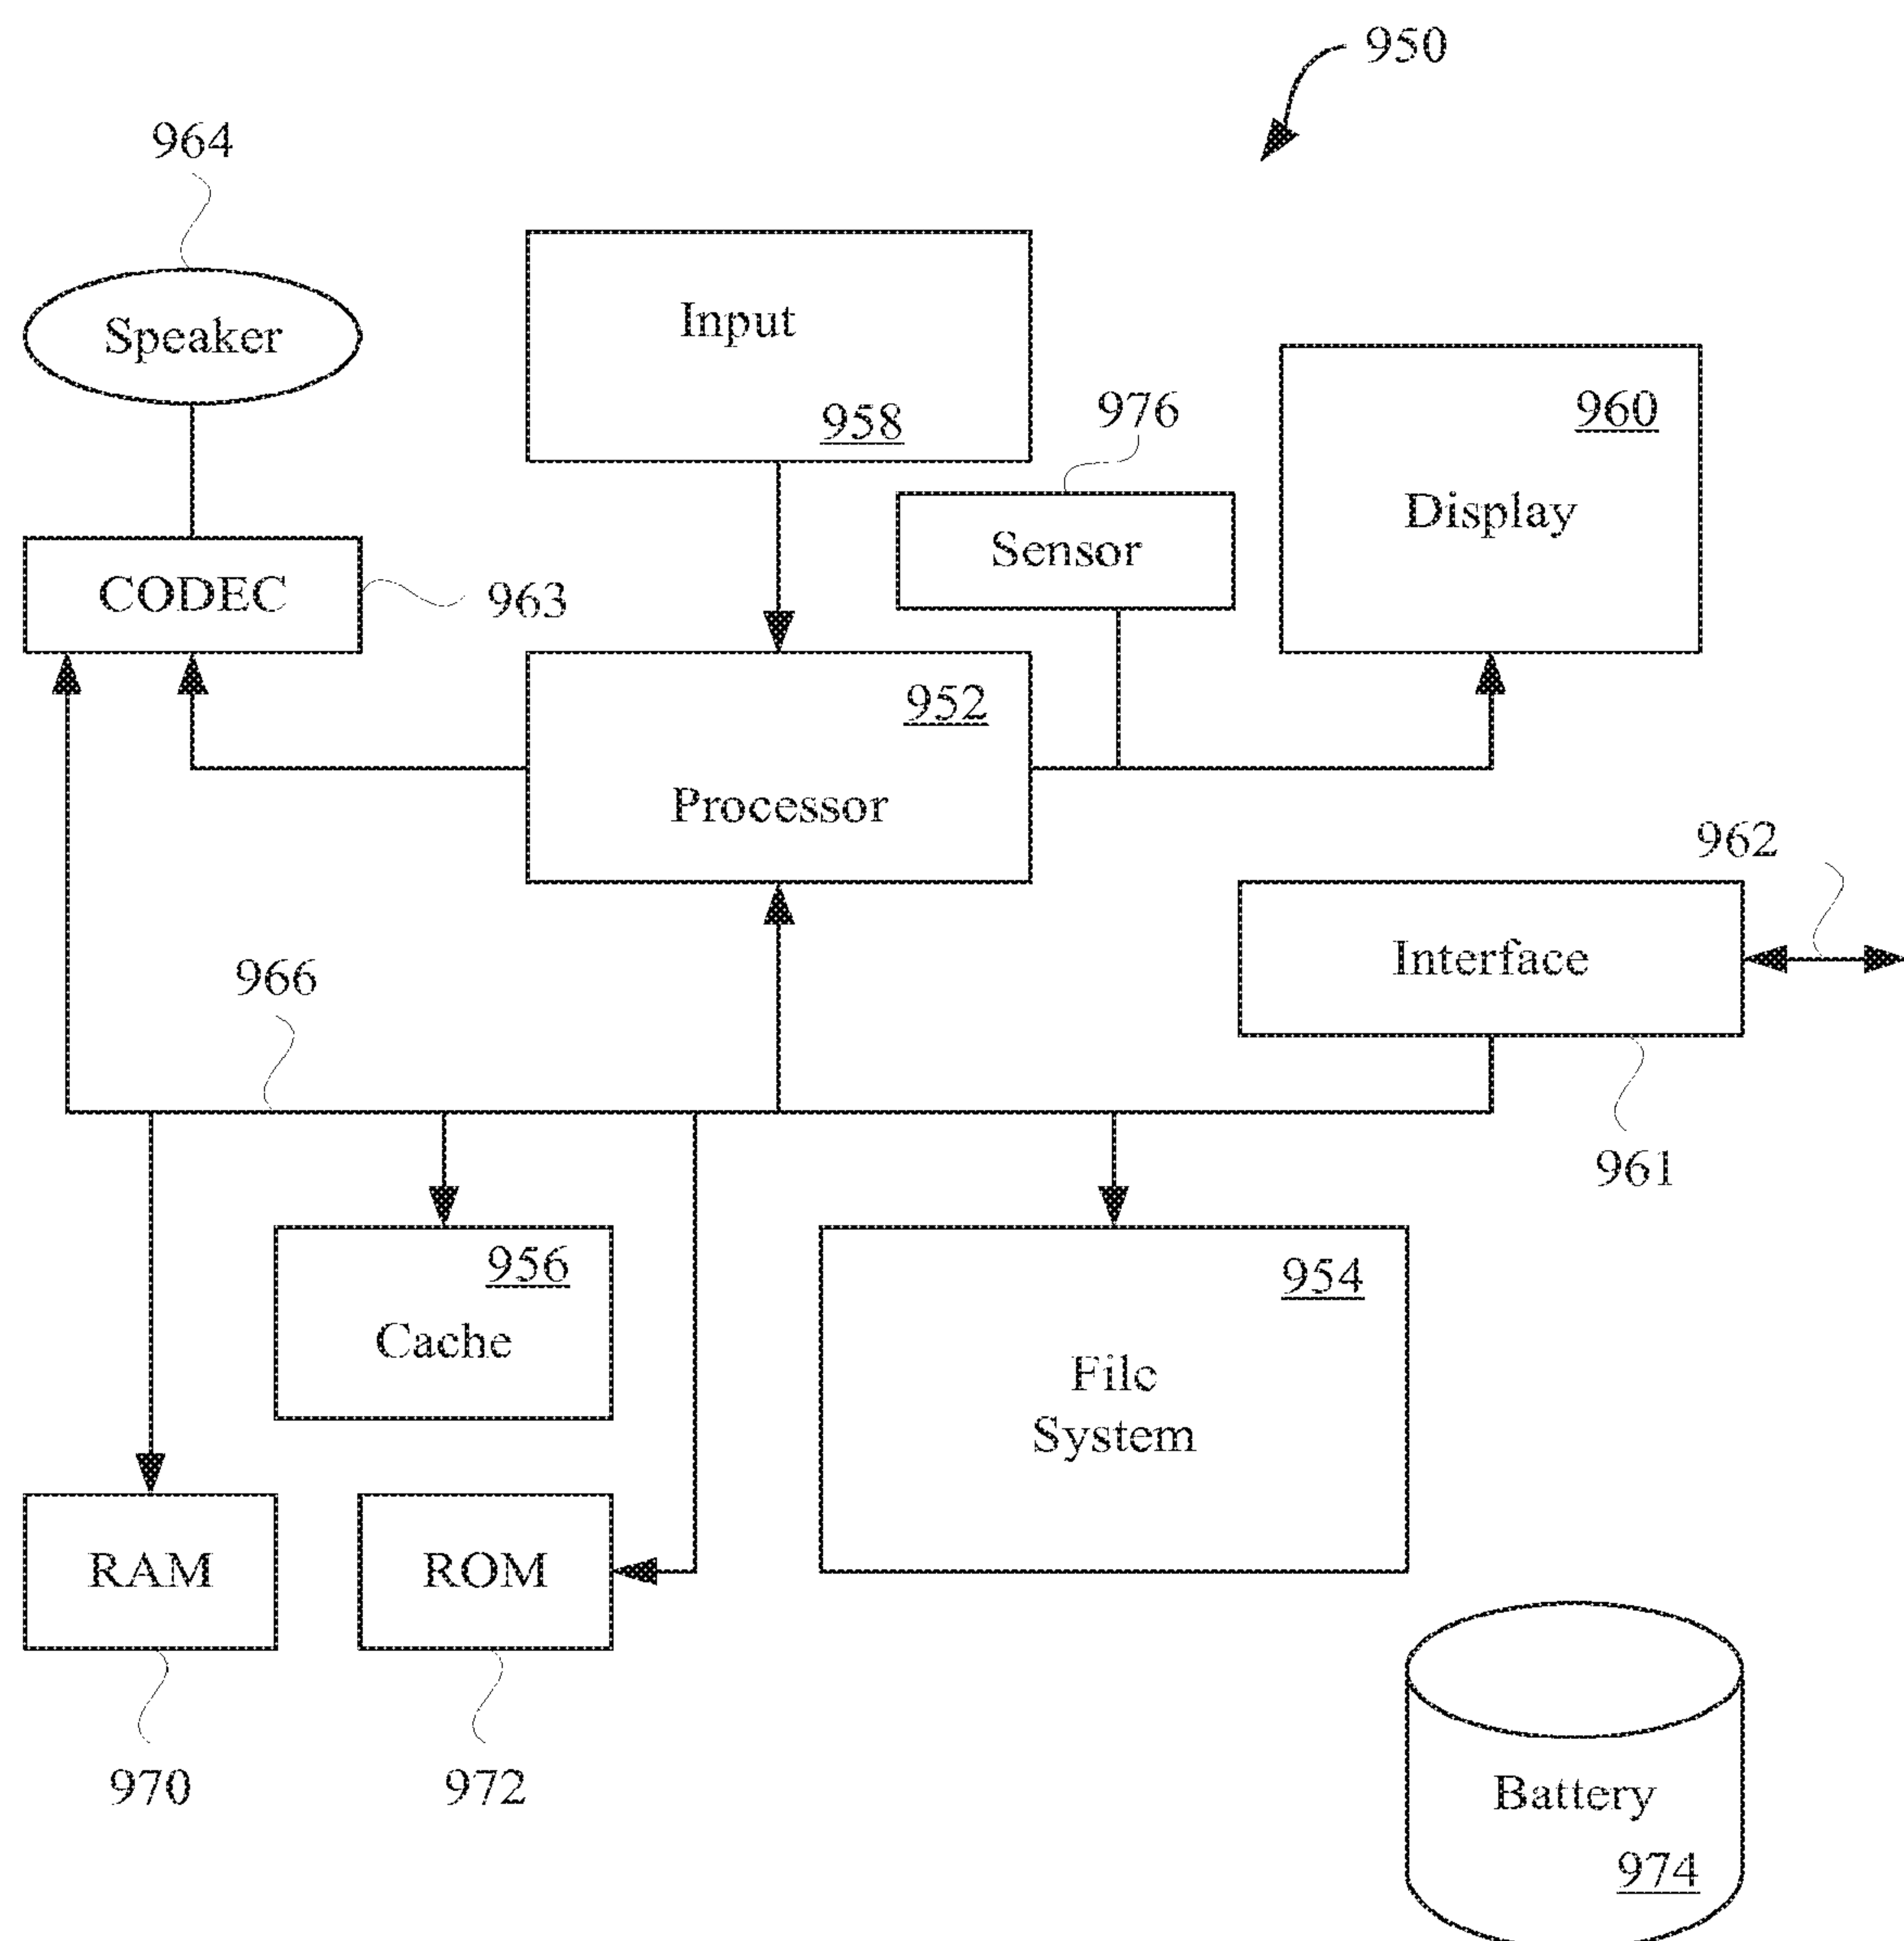 950
964
Speaker
Input
958
976
960
Display
Sensor
CODEC
963
952
Processor
962
Interface
966
961
956
Cache
954
File
System
RAM
ROM
970
972
Battery
974